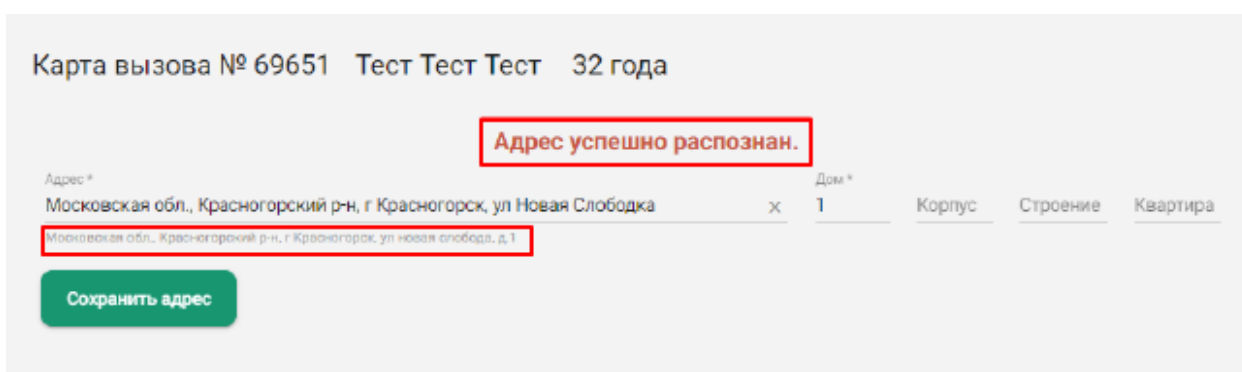 Карта вызова № 69651 Тест Тест Тест 32 года
Адрес успешно распознан.
Адрес *
Дом *
Московская обл., Красногорский р-н, г Красногорск, ул Новая Слободка × 1 Корпус Строение Квартира
Московская обл., Красногорский р-н, г Красногорск, ул новая слобода, д.1
Сохранить адрес